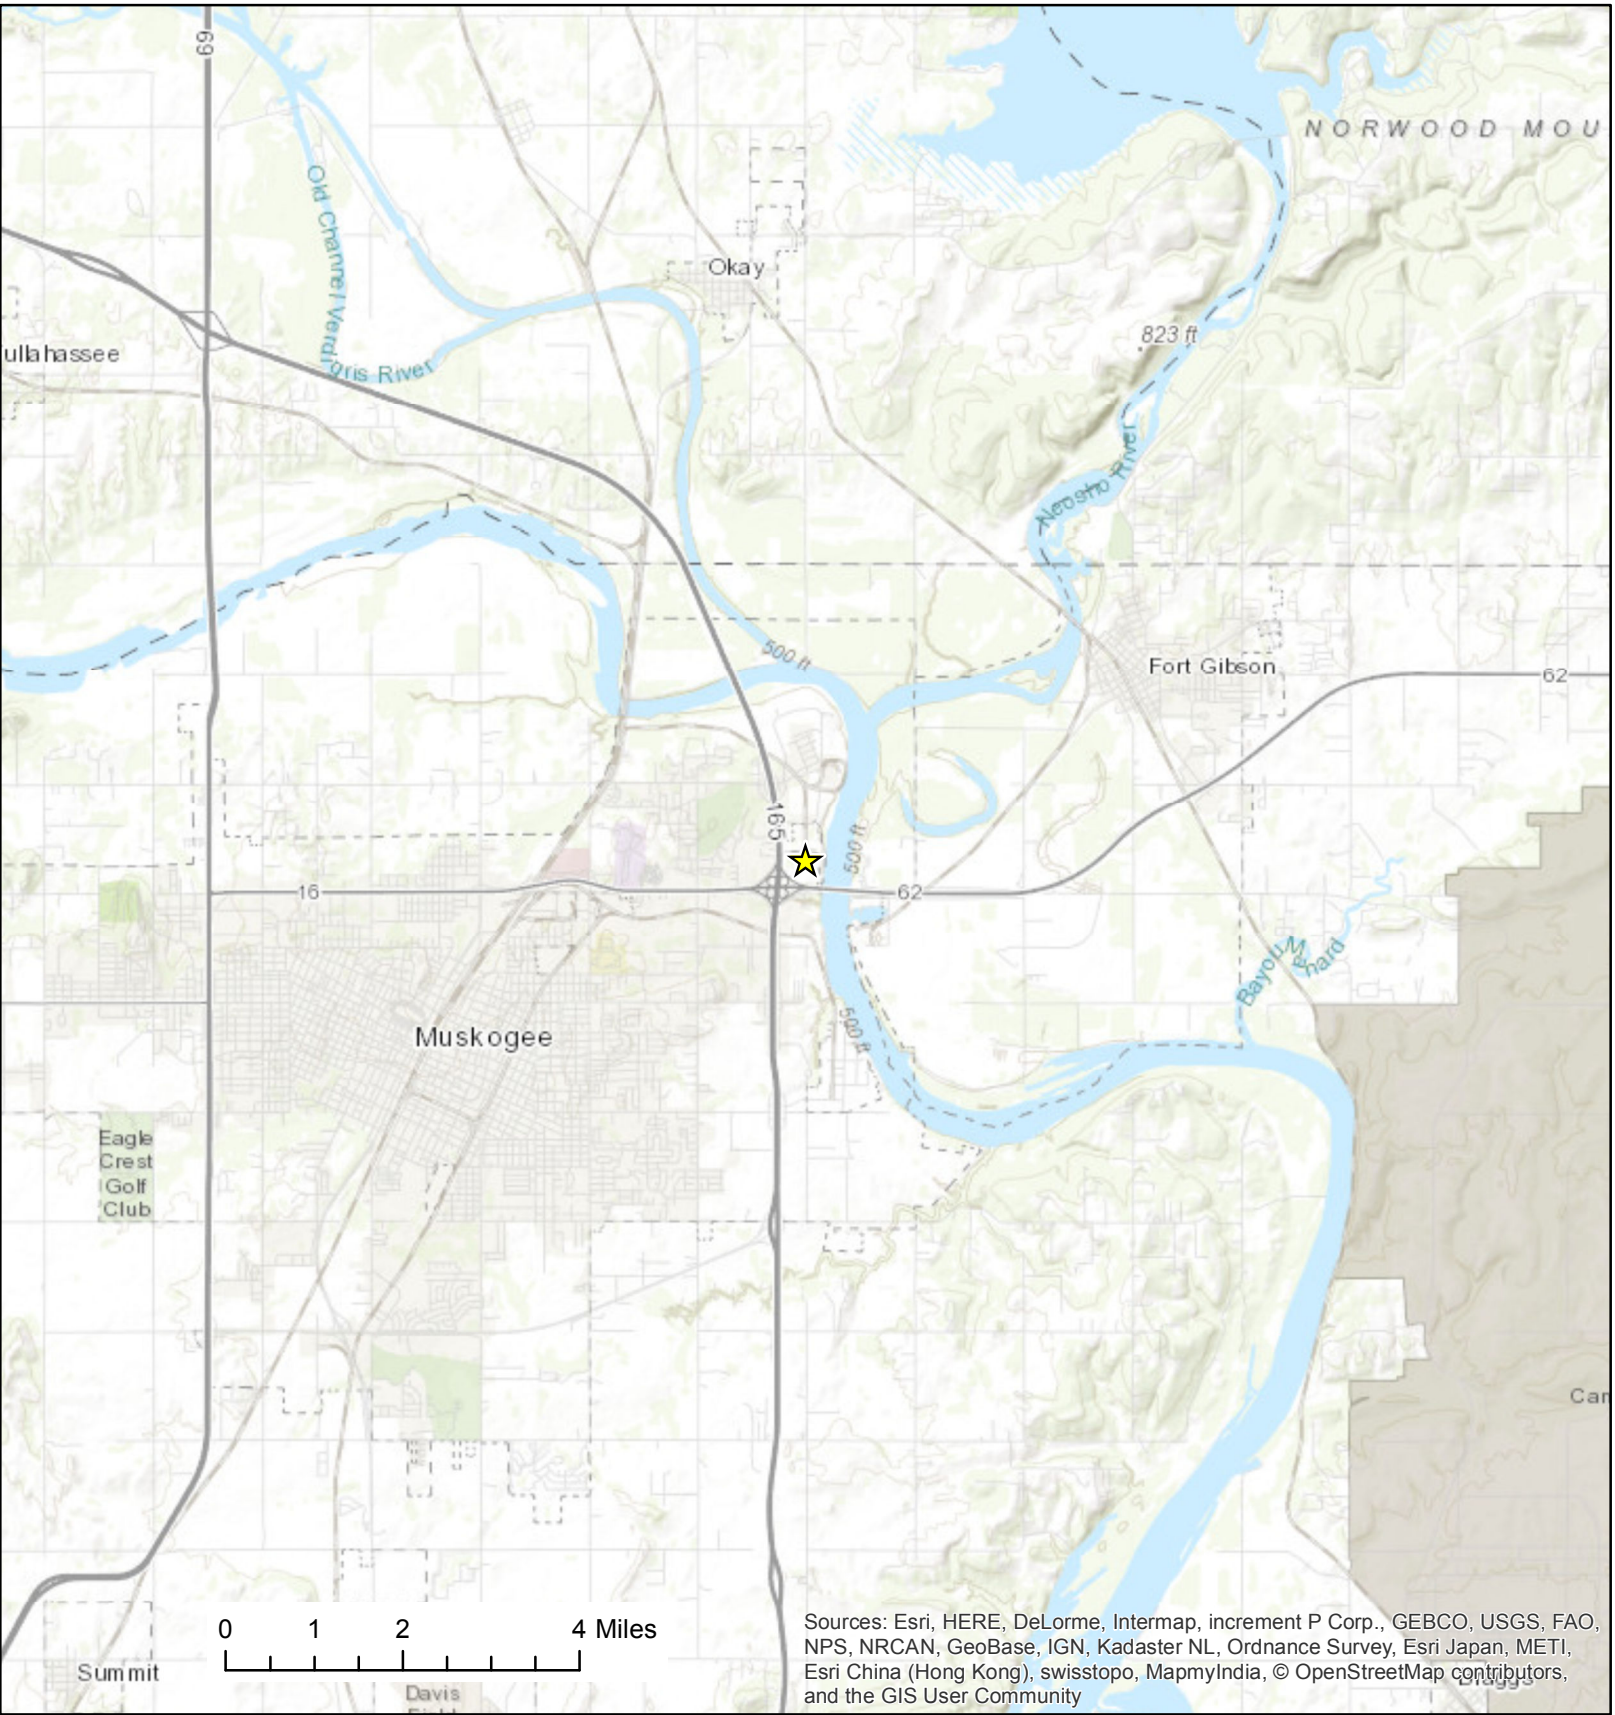 69
NORWOOD MOU
Old Channel Verdigris River
Okay
823 ft
ullahassee
Neosho River
500 ft
Fort Gibson
62
165
500 ft
16
62
Bayou Menard
500 ft
Muskogee
Eagle
Crest
Golf
Club
Can
0 1 2 4 Miles
Summit
Davis
Sources: Esri, HERE, DeLorme, Intermap, increment P Corp., GEBCO, USGS, FAO,
NPS, NRCAN, GeoBase, IGN, Kadaster NL, Ordnance Survey, Esri Japan, METI,
Esri China (Hong Kong), swisstopo, MapmyIndia, © OpenStreetMap contributors,
and the GIS User Community
Braggs